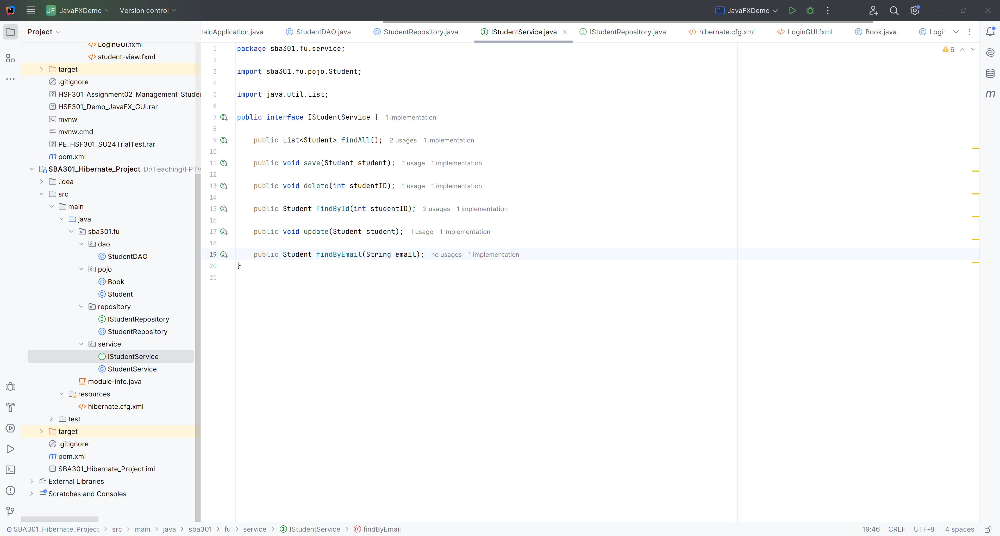 JF JavaFXDemo Version control JavaFXDemo
Project
ainApplication.java StudentDAO.java StudentRepository.java IStudentService.java IStudentRepository.java hibernate.cfg.xml LoginGUI.fxml Book.java Login
LoginGUI.fxml
student-view.fxml
target
.gitignore
HSF301_Assignment02_Management_Studen
HSF301_Demo_JavaFX_GUI.rar
mvnw
mvnw.cmd
PE_HSF301_SU24TrialTest.rar
pom.xml
SBA301_Hibernate_Project D:\Teaching\FPT\
.idea
src
main
java
sba301.fu
dao
StudentDAO
pojo
Book
Student
repository
IStudentRepository
StudentRepository
service
IStudentService
StudentService
module-info.java
resources
hibernate.cfg.xml
test
target
.gitignore
pom.xml
SBA301_Hibernate_Project.iml
External Libraries
Scratches and Consoles
1 package sba301.fu.service;
2
3 import sba301.fu.pojo.Student;
4
5 import java.util.List;
6
7 public interface IStudentService { 1 implementation
8
9 public List<Student> findAll(); 2 usages 1 implementation
10
11 public void save(Student student); 1 usage 1 implementation
12
13 public void delete(int studentID); 1 usage 1 implementation
14
15 public Student findById(int studentID); 2 usages 1 implementation
16
17 public void update(Student student); 1 usage 1 implementation
18
19 public Student findByEmail(String email); no usages 1 implementation
20 }
21
6
SBA301_Hibernate_Project > src > main > java > sba301 > fu > service > IStudentService > findByEmail 19:46 CRLF UTF-8 4 spaces